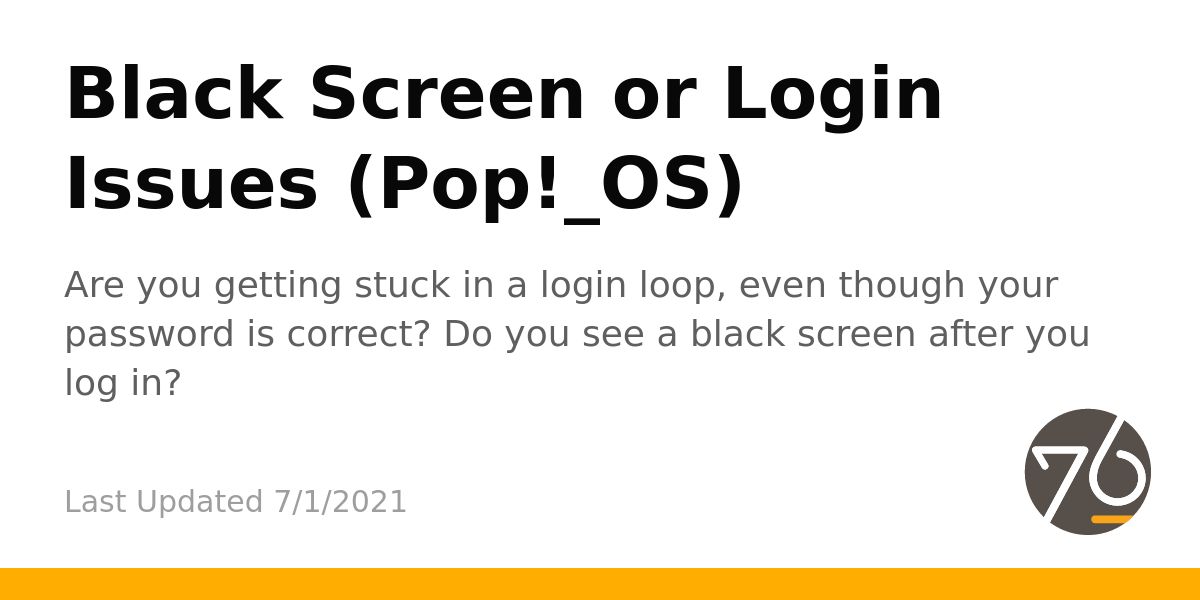 Black Screen or Login
Issues (Pop!_OS)
Are you getting stuck in a login loop, even though your
password is correct? Do you see a black screen after you
log in?
Last Updated 7/1/2021
76